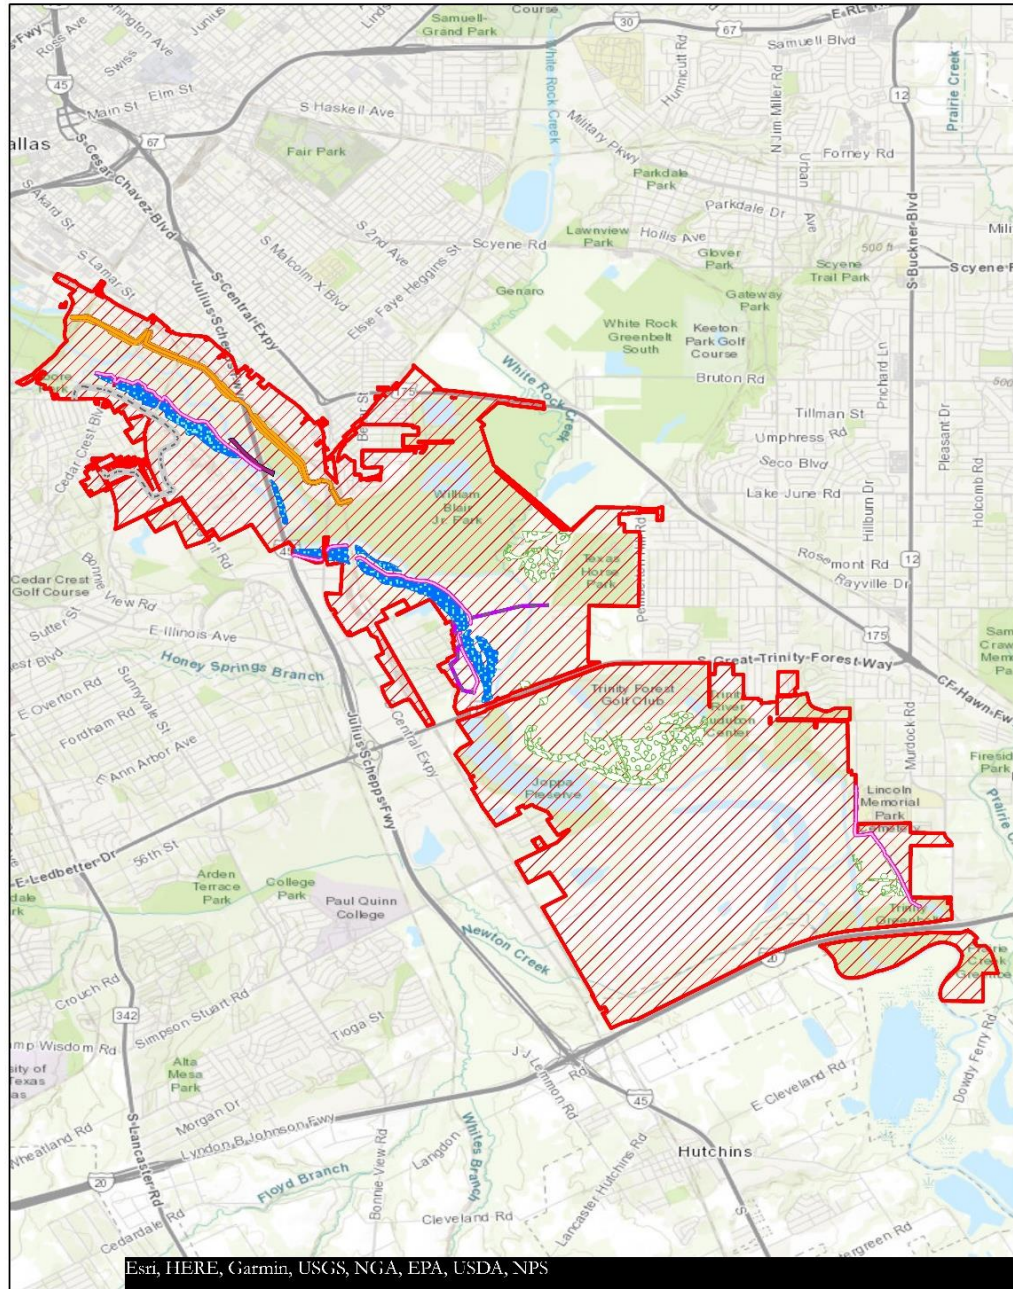 Samuel-
Grand Park
Course
E-RL
30
67
Samuell Blvd
Ross Ave
Swiss
Junius
45
Main St
Elm St
S Haskell Ave
67
allas
Fair Park
White Rock Creek
Military Pkwy
Hunnicutt Rd
N Jim Miller Rd
12
Prairie Creek
Urban
Ave
Forney Rd
Parkdale
Park
Parkdale Dr
S-Cesar-Chavez-Blvd
S Akard St
S Lamar St
S 2nd Ave
S Malcolm X Blvd
Elsie Faye Heggins St
Scyene Rd
Lawnview
Park
Hollis Ave
Glover
Park
500 ft
Scyene
Trail Park
S-Buckner-Blvd
Genaro
Gateway
Park
White Rock
Greenbelt
South
Keeton
Park Golf
Course
S-Central-Expy
White Rock Creek
Bruton Rd
175
Prichard Ln
Tillman St
Umphress Rd
Seco Blvd
Pleasant Dr
Lake June Rd
Hillburn Dr
Holcomb Rd
William
Blair
Jr. Park
Texas
Horse
Park
Rayville Dr
12
45
Cedar Crest
Golf Course
Bonnie View Rd
E Illinois Ave
Honey Springs Branch
175
S-Great-Trinity-Forest-Way
CF-Hawn-Fwy
E Overton Rd
Sunnyvale St
Fordham Rd
E Ann Arbor Ave
Trinity Forest
Golf Club
Trinity
River
Audubon
Center
Murdock Rd
S Central Expy
Julius-Schepps-Fwy
Joppa
Preserve
Lincoln
Memorial
Park
Cemetery
E-Ledbetter-Dr
56th St
Arden
Terrace
Park
College
Park
Paul Quinn
College
Newton Creek
20
Crouch Rd
342
Simpson Stuart Rd
Tioga St
Alta
Mesa
Park
J J Lemmon
Rd
Dowdy Ferry Rd
E Cleveland Rd
45
Morgan Dr
Wheatland Rd
Lyndon-B-Johnson-Fwy
S-Lancaster-Rd
Langdon
Whites Branch
Hutchins
20
Floyd Branch
Bonnie View Rd
Lancaster Hutchins Rd
Cedardale Rd
Cleveland Rd
Esri, HERE, Garmin, USGS, NGA, EPA, USDA, NPS